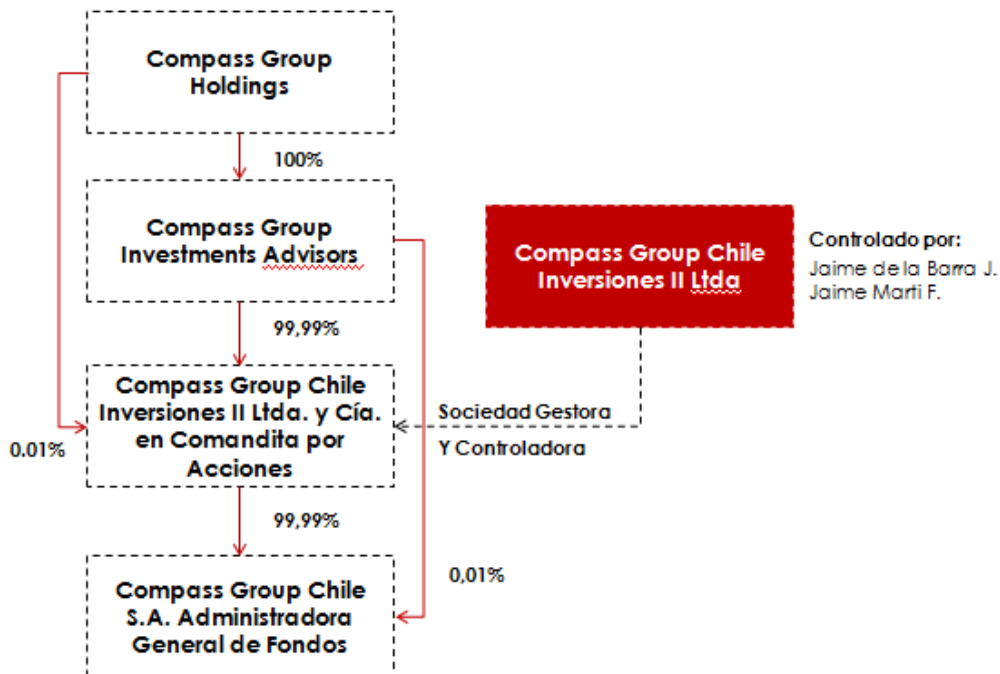 Compass Group
Holdings
100%
Compass Group
Investments Advisors
Compass Group Chile
Inversiones II Ltda
Controlado por:
Jaime de la Barra J.
Jaime Marti F.
99,99%
Compass Group Chile
Inversiones II Ltda. y Cía.
en Comandita por
Acciones
Sociedad Gestora
Y Controladora
0.01%
99,99%
0,01%
Compass Group Chile
S.A. Administradora
General de Fondos